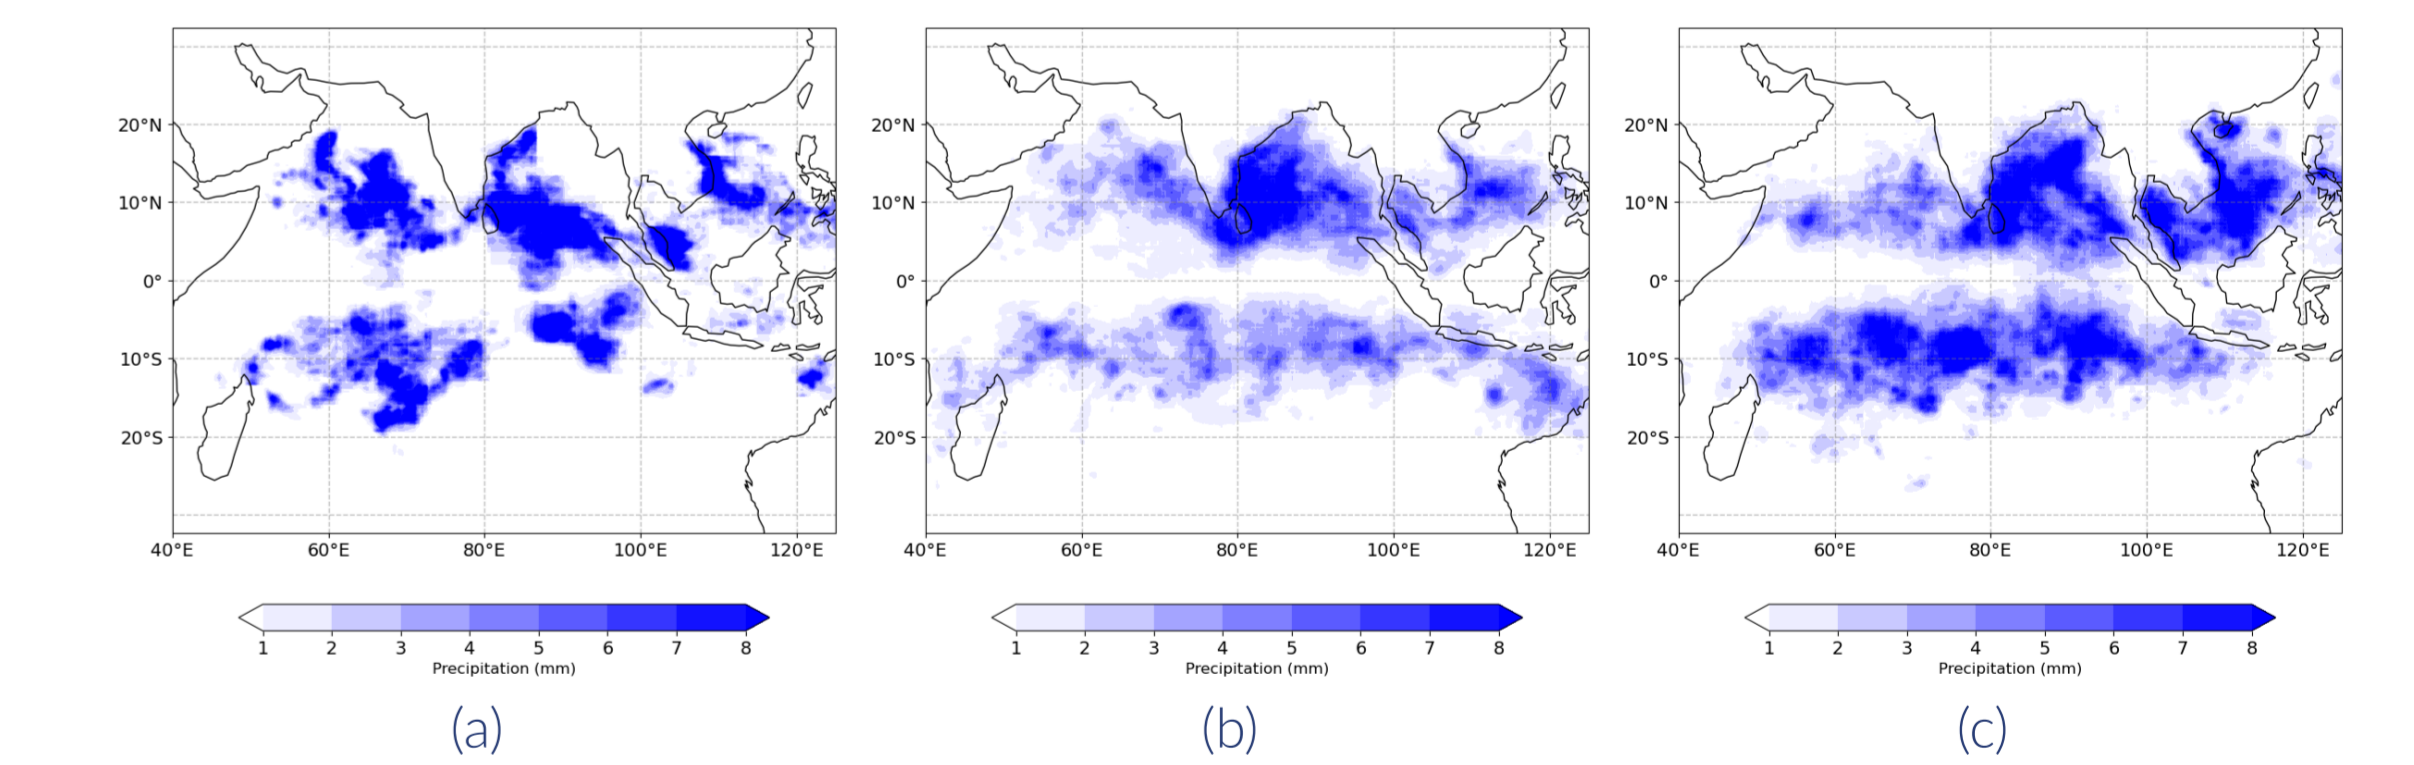 20°N 20°N 20°N
10°N 10°N 10°N
0° 0° 0°
10°S 10°S 10°S
20°S 20°S 20°S
40°E 60°E 80°E 100°E 120°E 40°E 60°E 80°E 100°E 120°E 40°E 60°E 80°E 100°E 120°E
1 2 3 4 5 6 7 8 1 2 3 4 5 6 7 8 1 2 3 4 5 6 7 8
Precipitation (mm) Precipitation (mm) Precipitation (mm)
(a) (b) (c)